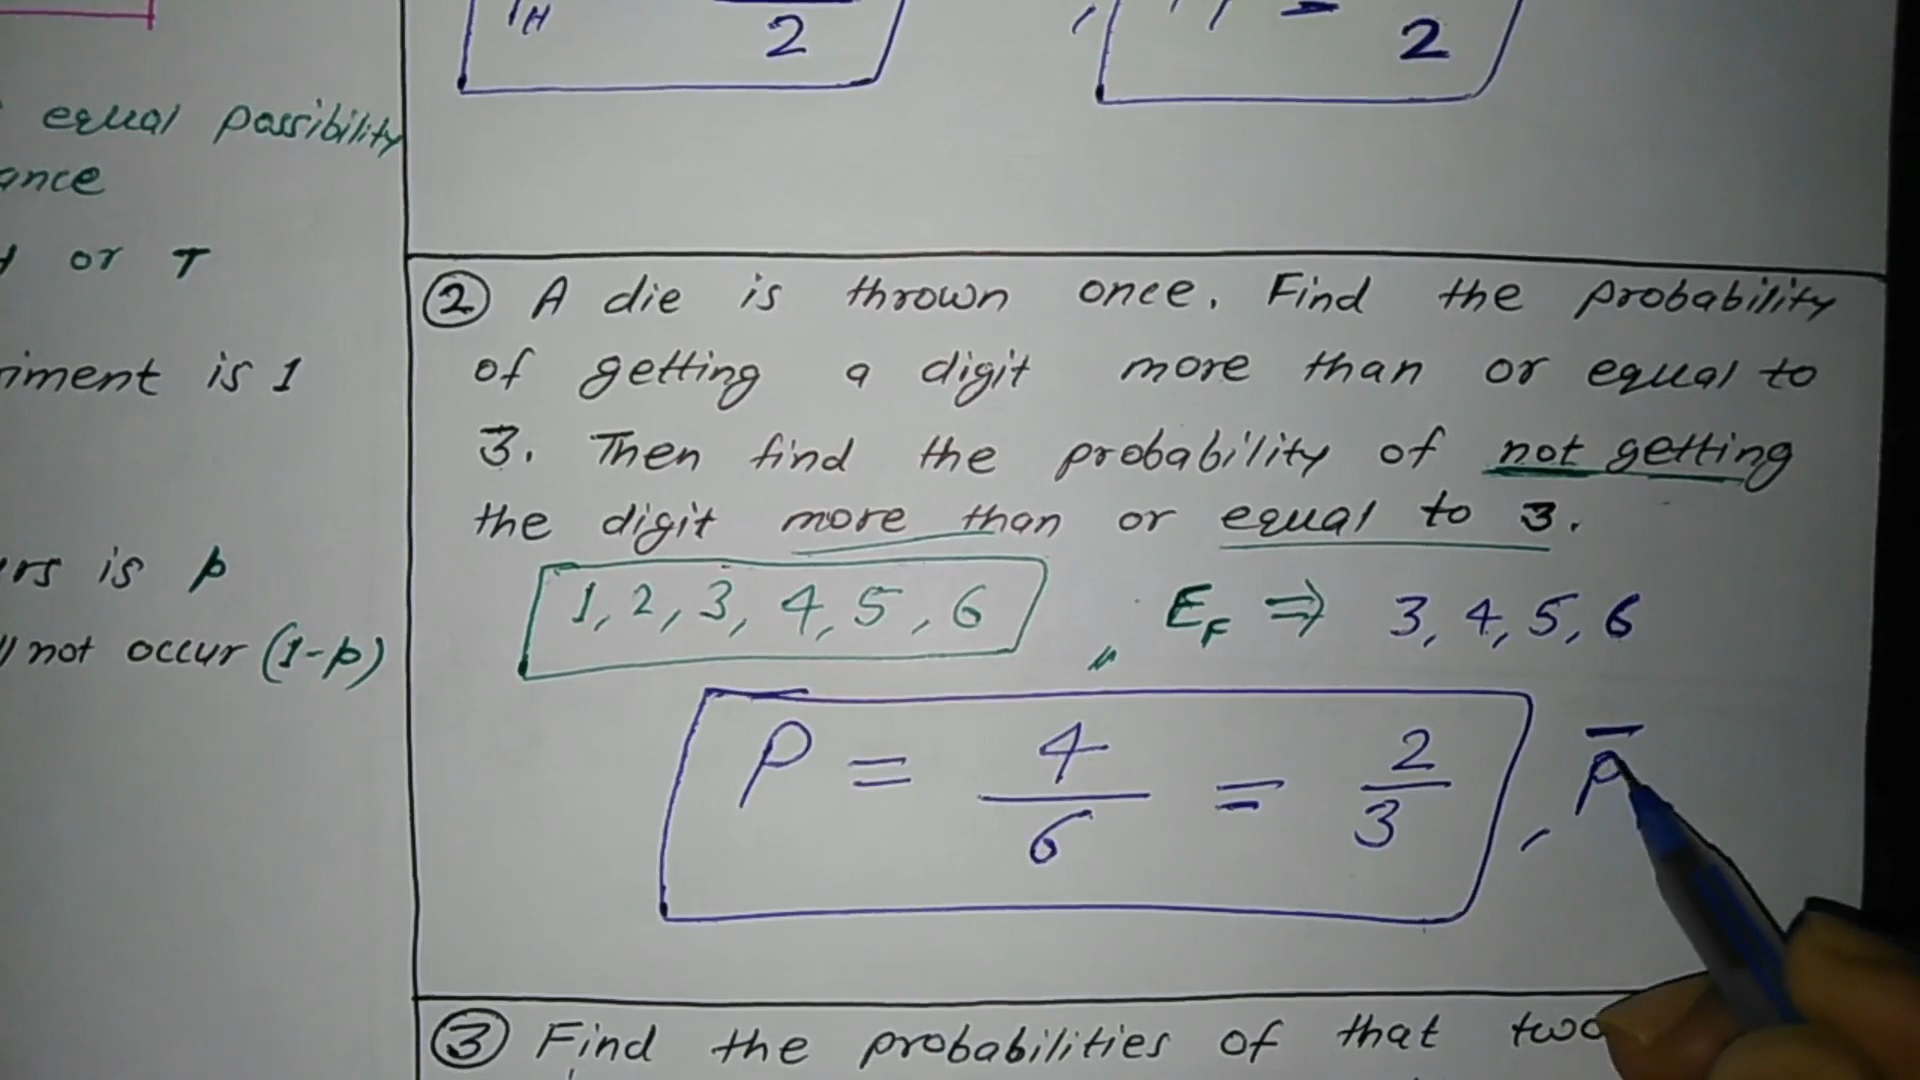 equal possibility
or T
is 1
is p
not occur (1-p)
2
2
② A die is thrown once. Find the probability
of getting a digit more than or equal to
3. Then find the probability of not getting
the digit more than or equal to 3.
1, 2, 3, 4, 5, 6 , E_F ⇒ 3, 4, 5, 6
P = 4/6 = 2/3 , p̄
③ Find the probabilities of that two